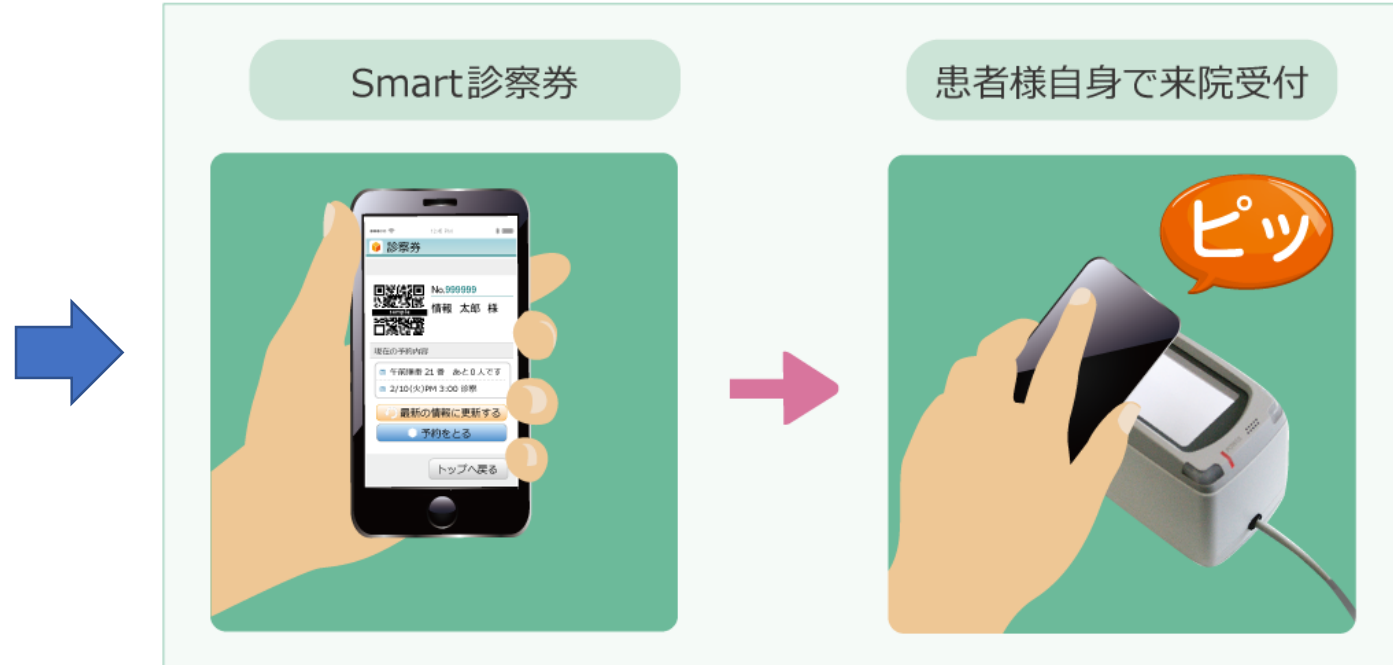 Smart診察券
患者様自身で来院受付
診察券
No.999999
sample
情報 太郎 様
現在の予約内容
午前順番 21 番 あと 0 人です
2/10(火)PM 3:00 診察
最新の情報に更新する
予約をとる
トップへ戻る
ピッ